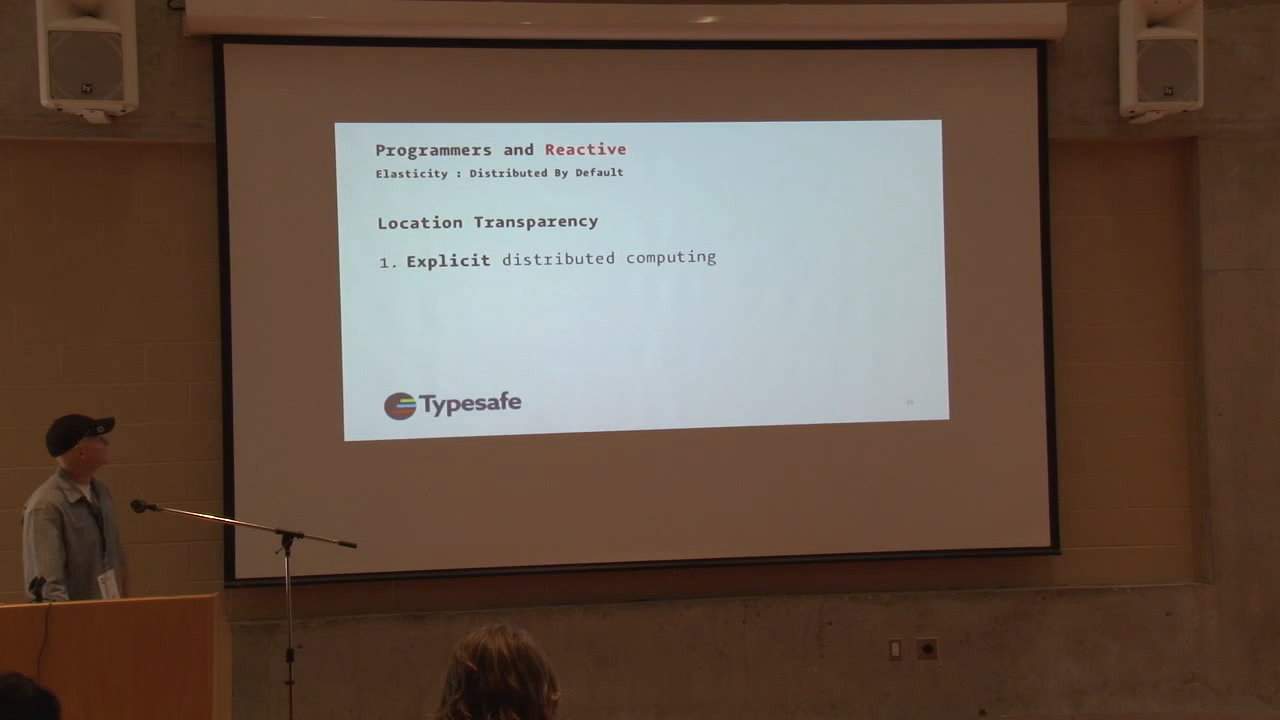 Programmers and Reactive
Elasticity : Distributed By Default
Location Transparency
1. Explicit distributed computing
Typesafe